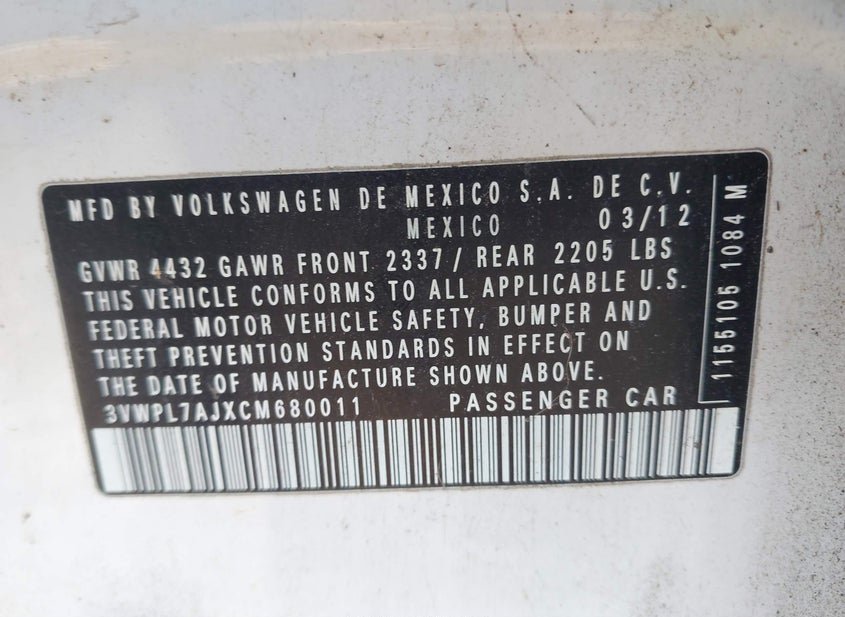 MFD BY VOLKSWAGEN DE MEXICO S.A. DE C.V.
MEXICO 03/12
GVWR 4432 GAWR FRONT 2337/ REAR 2205 LBS
THIS VEHICLE CONFORMS TO ALL APPLICABLE U.S.
FEDERAL MOTOR VEHICLE SAFETY, BUMPER AND
THEFT PREVENTION STANDARDS IN EFFECT ON
THE DATE OF MANUFACTURE SHOWN ABOVE.
3VWPL7AJXCM680011 PASSENGER CAR
1155105 1084 M